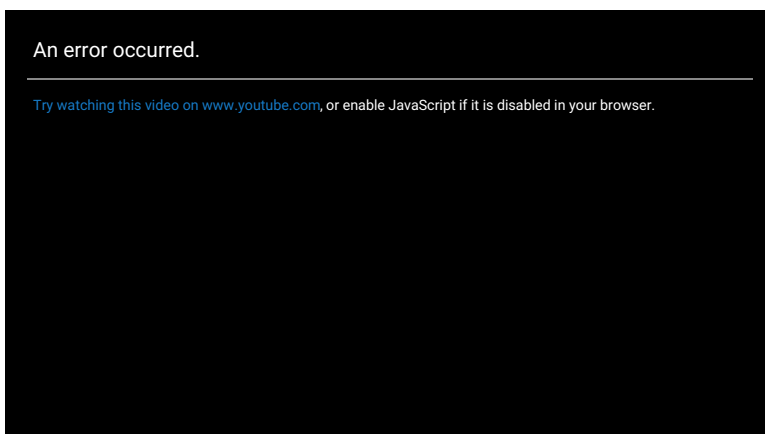 An error occurred.
Try watching this video on www.youtube.com, or enable JavaScript if it is disabled in your browser.